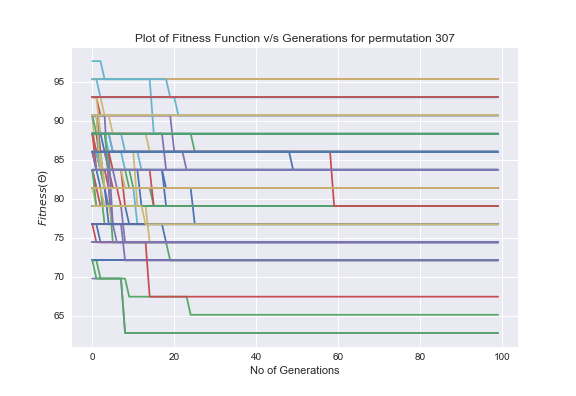 Plot of Fitness Function v/s Generations for permutation 307
Fitness(Θ)
95
90
85
80
75
70
65
0 20 40 60 80 100
No of Generations